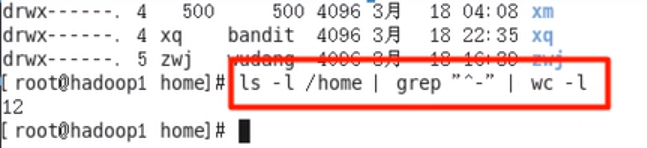 drwx------. 4 500 500 4096 3月 18 04:08 xm
drwx------. 4 xq bandit 4096 3月 18 22:35 xq
drwx------. 5 zwj wudang 4096 3月 18 16:39 zwj
[ root@hadoop1 home]# ls -l /home | grep "^-" | wc -l
12
[ root@hadoop1 home]#